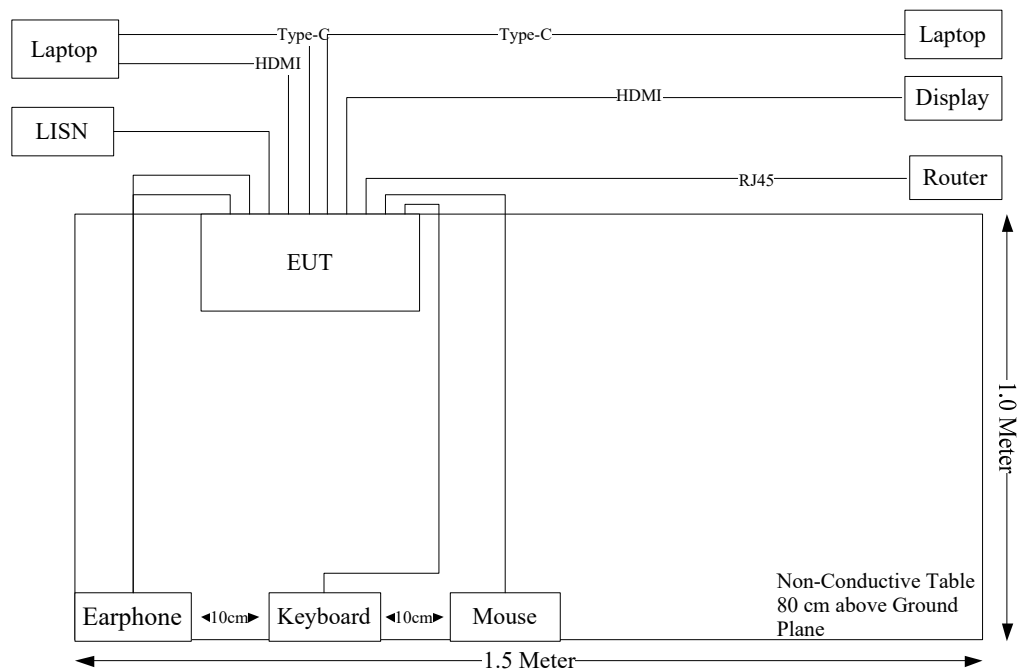 Laptop
Type-C
Type-C
Laptop
HDMI
HDMI
Display
LISN
RJ45
Router
EUT
1.0 Meter
Non-Conductive Table
80 cm above Ground
Plane
Earphone
10cm
Keyboard
10cm
Mouse
1.5 Meter